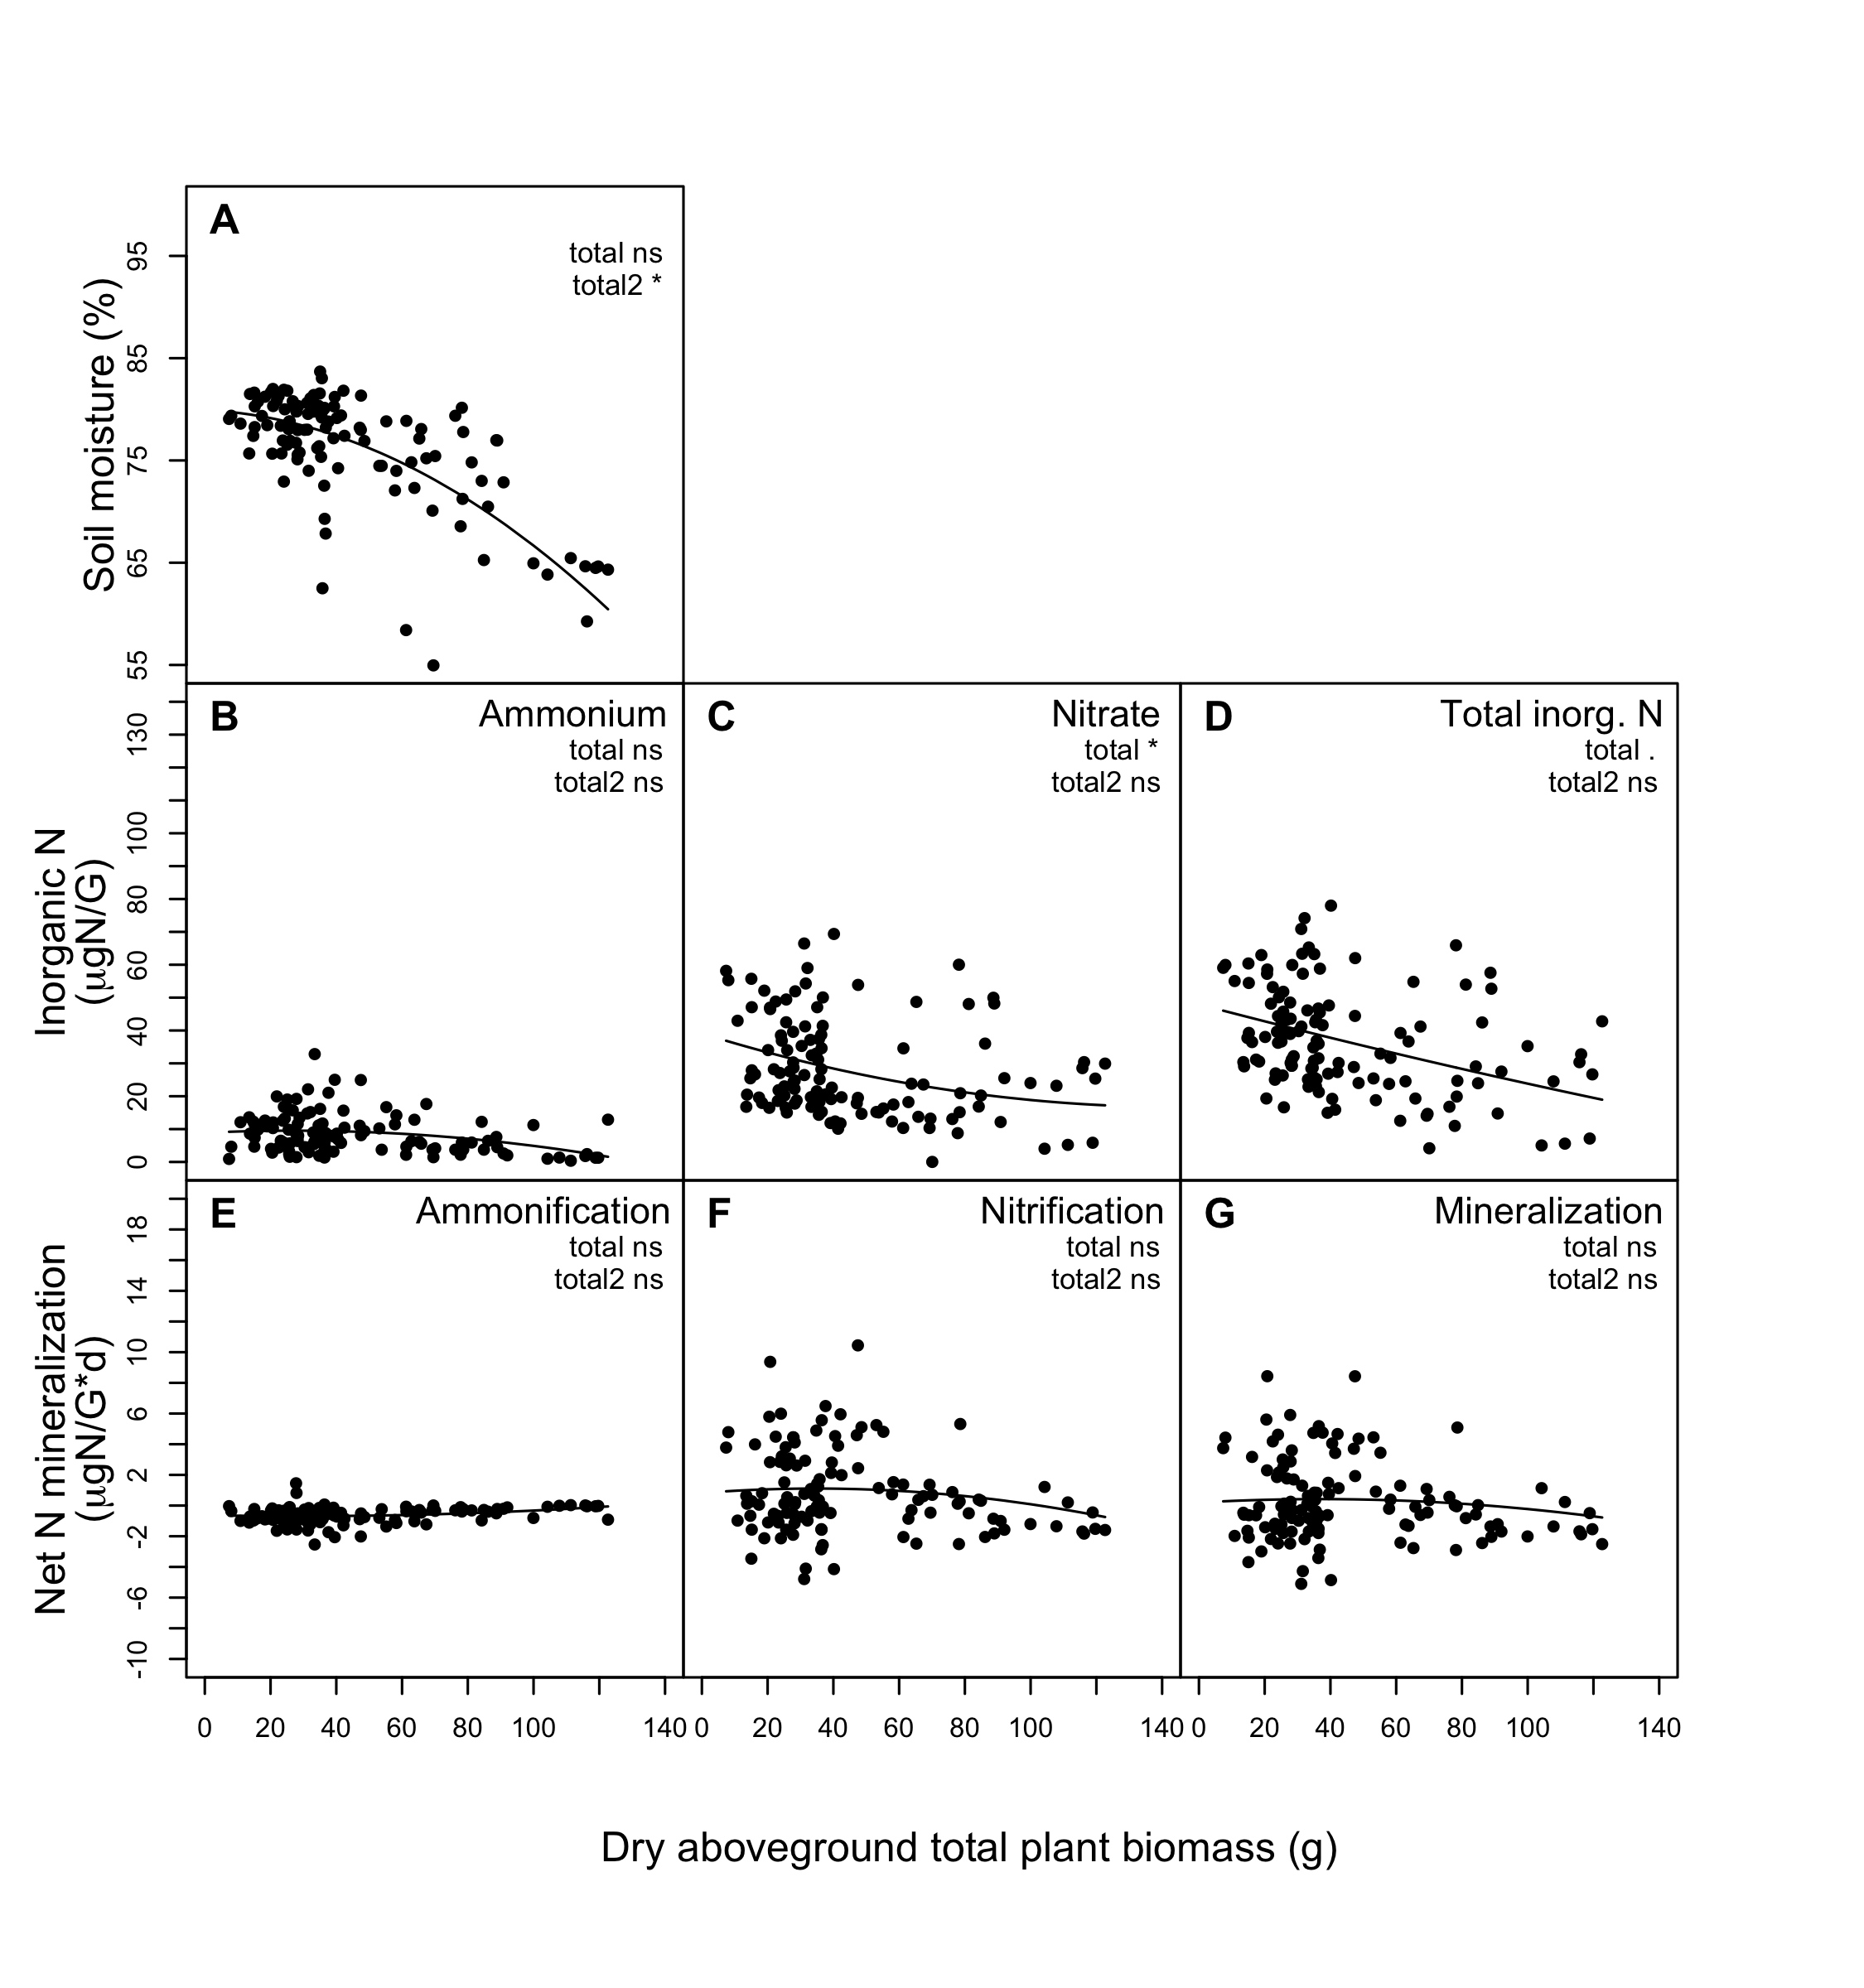 A
total ns
total2 *
Soil moisture (%)
95
85
75
65
55
B
Ammonium
total ns
total2 ns
C
Nitrate
total *
total2 ns
D
Total inorg. N
total .
total2 ns
Inorganic N
(µgN/G)
130
100
80
60
40
20
0
E
Ammonification
total ns
total2 ns
F
Nitrification
total ns
total2 ns
G
Mineralization
total ns
total2 ns
Net N mineralization
(µgN/G*d)
18
14
10
6
2
-2
-6
-10
0 20 40 60 80 100 140 0 20 40 60 80 100 140 0 20 40 60 80 100 140
Dry aboveground total plant biomass (g)